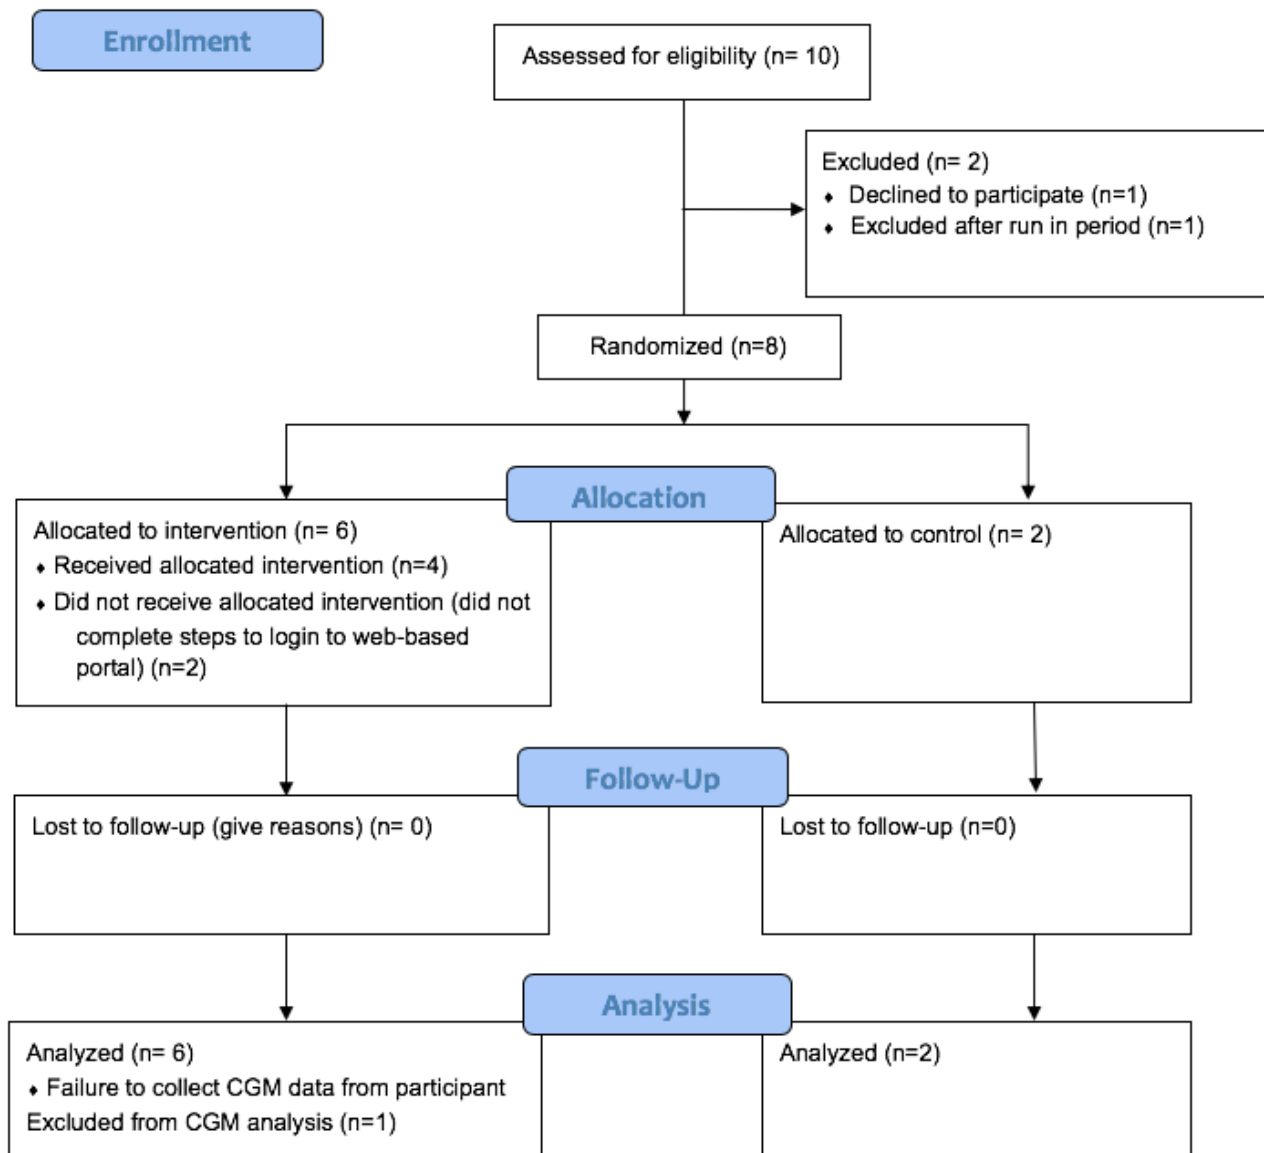 Enrollment
Assessed for eligibility (n= 10)
Excluded (n= 2)
♦ Declined to participate (n=1)
♦ Excluded after run in period (n=1)
Randomized (n=8)
Allocation
Allocated to intervention (n= 6)
♦ Received allocated intervention (n=4)
♦ Did not receive allocated intervention (did not
complete steps to login to web-based
portal) (n=2)
Allocated to control (n= 2)
Follow-Up
Lost to follow-up (give reasons) (n= 0)
Lost to follow-up (n=0)
Analysis
Analyzed (n= 6)
♦ Failure to collect CGM data from participant
Excluded from CGM analysis (n=1)
Analyzed (n=2)